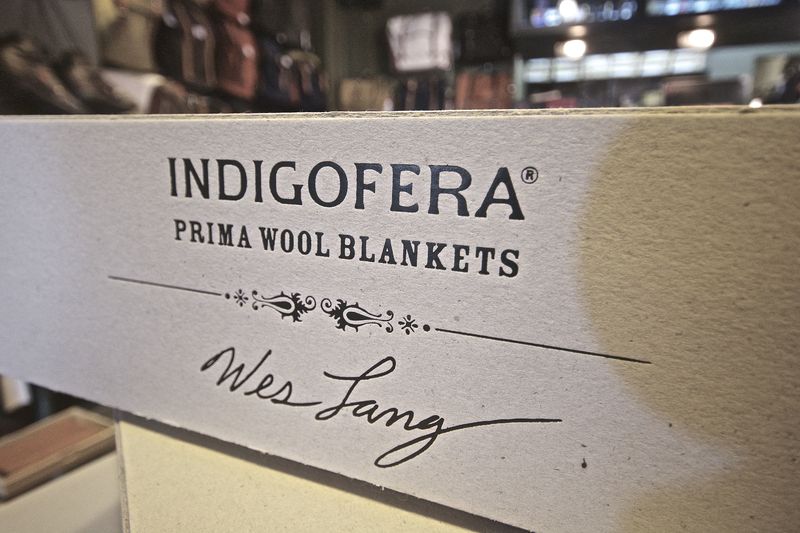 INDIGOFERA®
PRIMA WOOL BLANKETS
Wes Lang